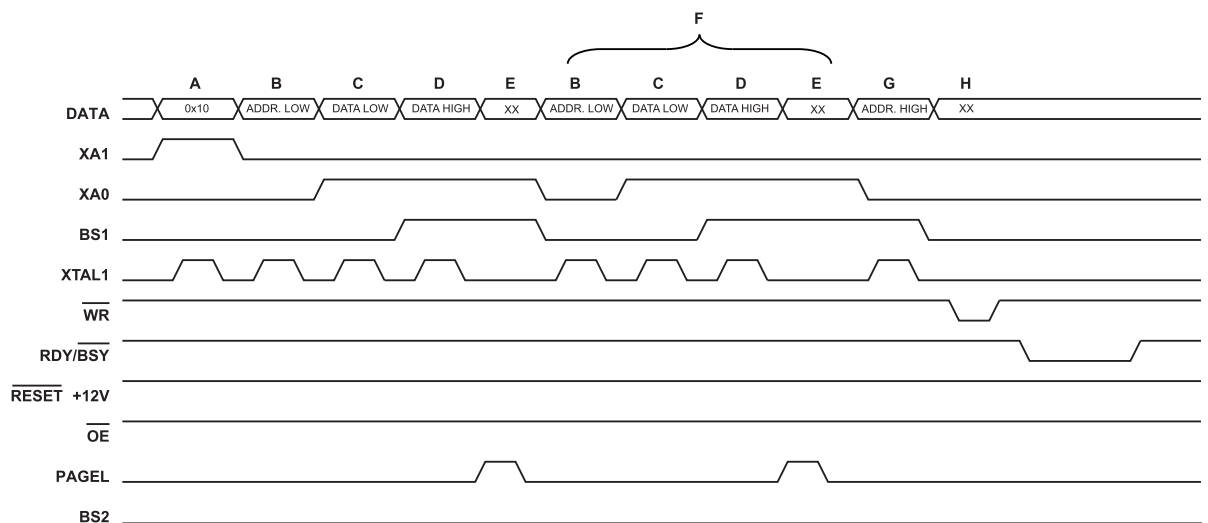 F
A B C D E B C D E G H
DATA 0x10 ADDR. LOW DATA LOW DATA HIGH XX ADDR. LOW DATA LOW DATA HIGH XX ADDR. HIGH XX
XA1
XA0
BS1
XTAL1
WR
RDY/BSY
RESET +12V
OE
PAGEL
BS2